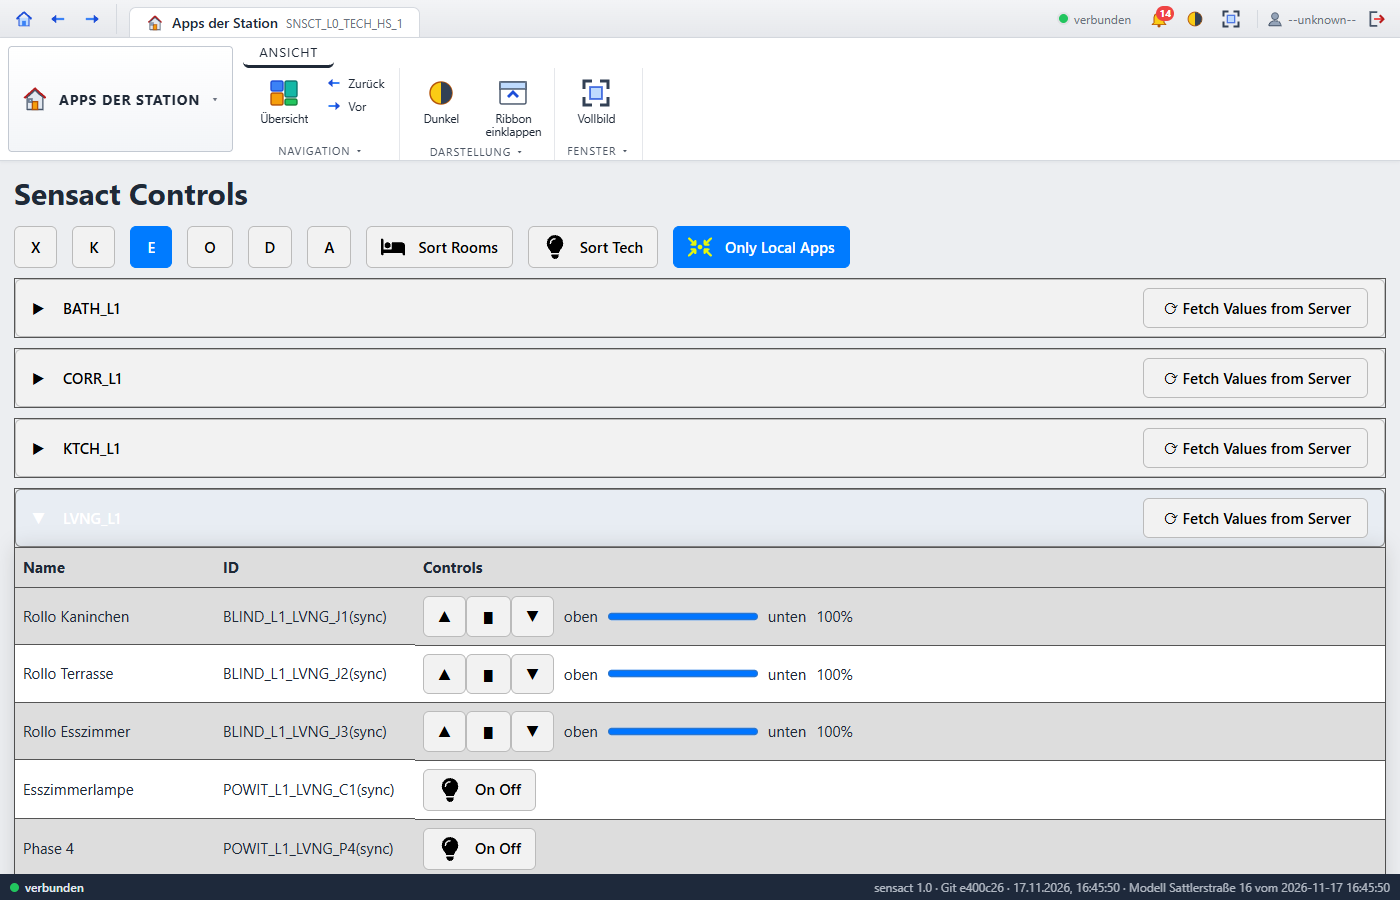 Apps der Station SNSCT_L0_TECH_HS_1
verbunden
14
--unknown--
APPS DER STATION
ANSICHT
Übersicht
Zurück
Vor
NAVIGATION
Dunkel
Ribbon
einklappen
DARSTELLUNG
Vollbild
FENSTER
Sensact Controls
X K E O D A Sort Rooms Sort Tech Only Local Apps
BATH_L1 Fetch Values from Server
CORR_L1 Fetch Values from Server
KTCH_L1 Fetch Values from Server
LVNG_L1 Fetch Values from Server
Name ID Controls
Rollo Kaninchen BLIND_L1_LVNG_J1(sync) oben unten 100%
Rollo Terrasse BLIND_L1_LVNG_J2(sync) oben unten 100%
Rollo Esszimmer BLIND_L1_LVNG_J3(sync) oben unten 100%
Esszimmerlampe POWIT_L1_LVNG_C1(sync) On Off
Phase 4 POWIT_L1_LVNG_P4(sync) On Off
verbunden
sensact 1.0 · Git e400c26 · 17.11.2026, 16:45:50 · Modell Sattlerstraße 16 vom 2026-11-17 16:45:50